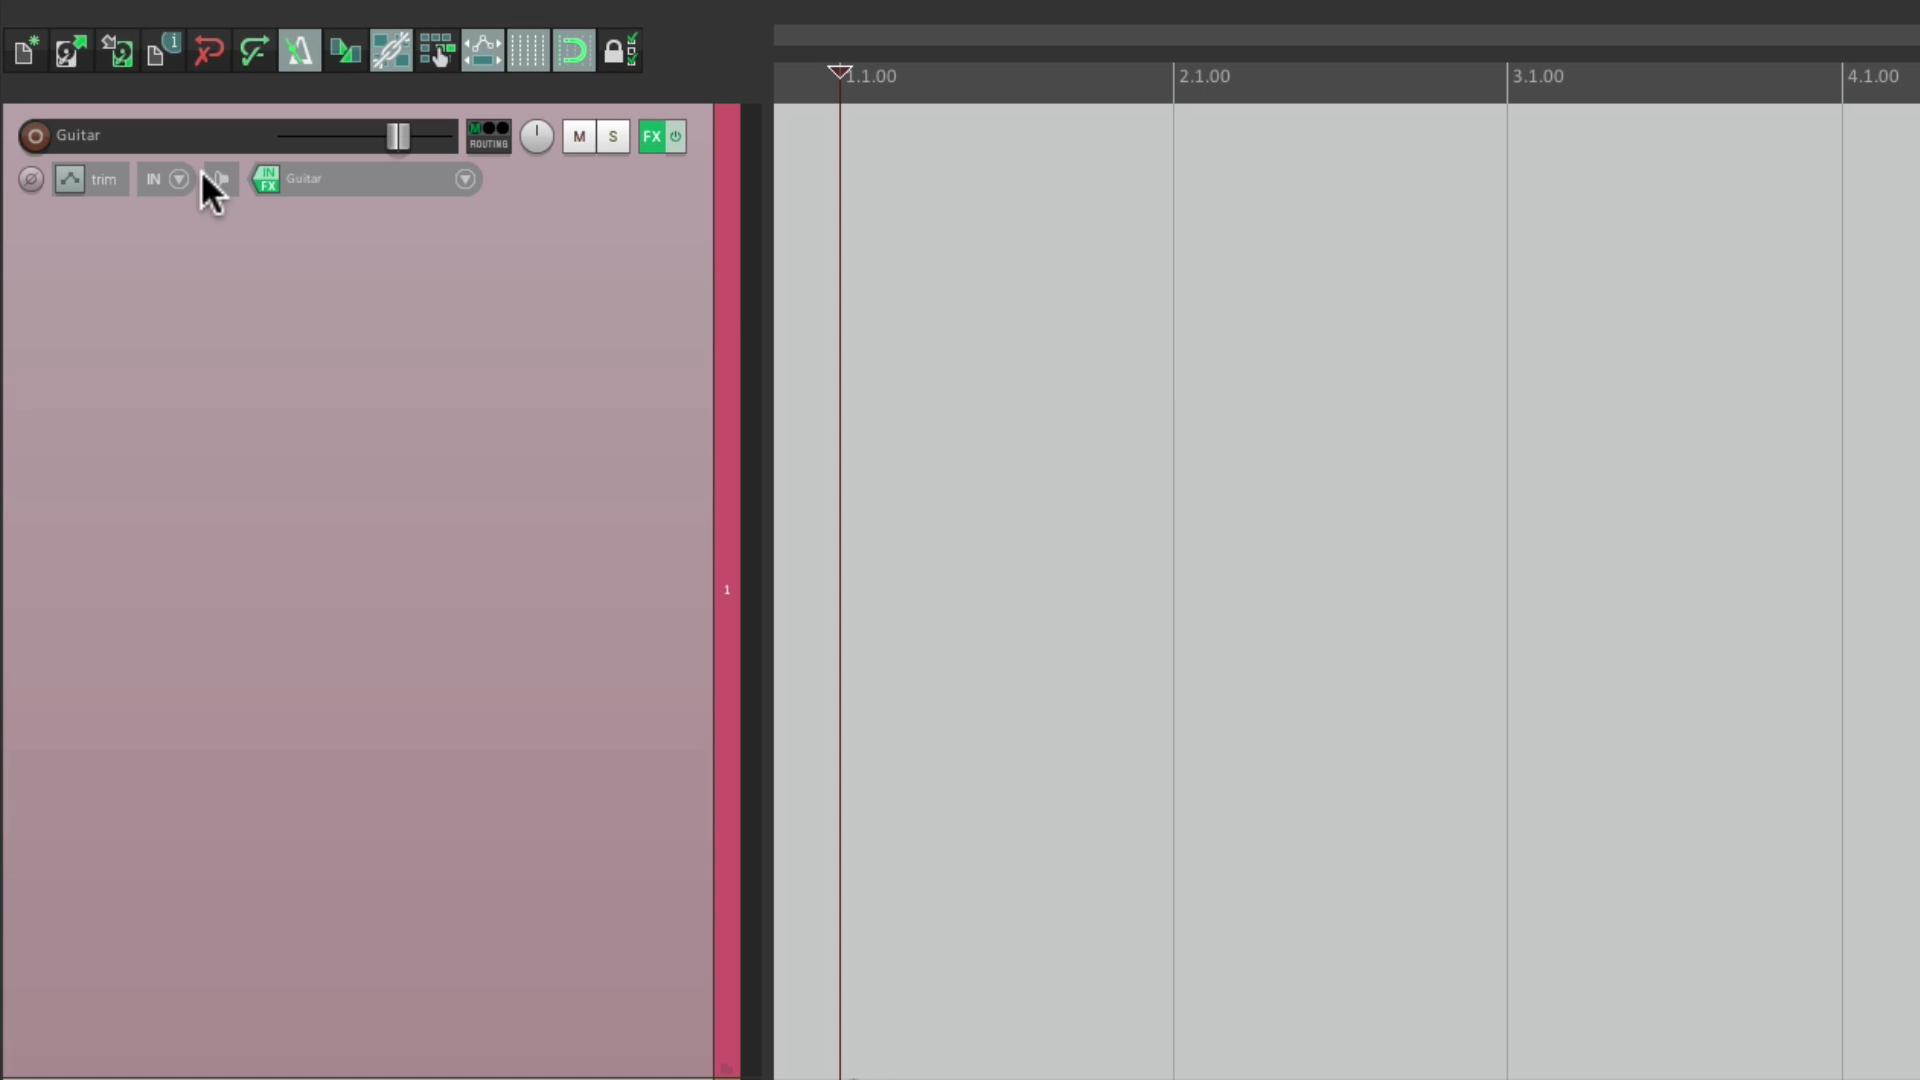 1.1.00 2.1.00 3.1.00 4.1.00
Guitar M ROUTING M S FX
trim IN IN FX Guitar
1